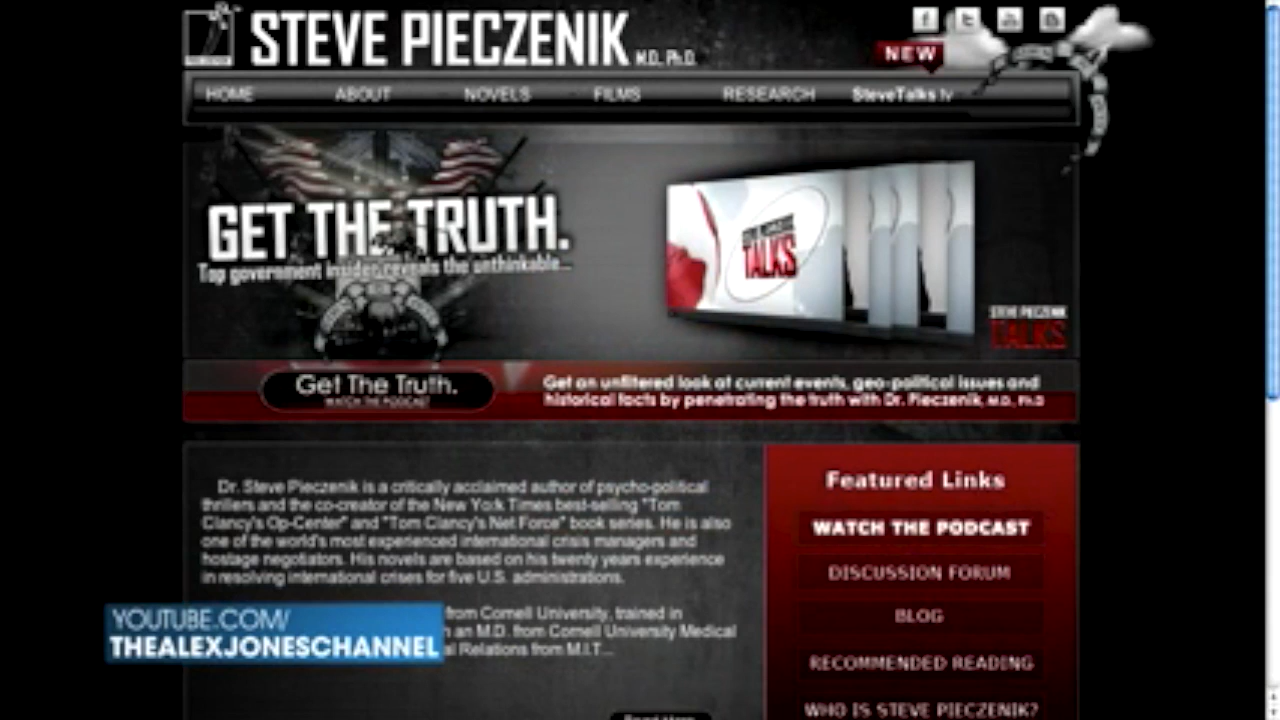 STEVE PIECZENIK M.D., Ph.D.
NEW
HOME ABOUT NOVELS FILMS RESEARCH SteveTalks.tv
GET THE TRUTH.
Top government insider reveals the unthinkable...
TALKS
STEVE PIECZENIK
TALKS
Get The Truth.
WATCH THE PODCAST
Get an unfiltered look at current events, geo-political issues and
historical facts by penetrating the truth with Dr. Pieczenik, M.D., Ph.D
Dr. Steve Pieczenik is a critically acclaimed author of psycho-political
thrillers and the co-creator of the New York Times best-selling "Tom
Clancy's Op-Center" and "Tom Clancy's Net Force" book series. He is also
one of the world's most experienced international crisis managers and
hostage negotiators. His novels are based on his twenty years experience
in resolving international crises for five U.S. administrations.
from Cornell University, trained in
an M.D. from Cornell University Medical
Relations from M.I.T...
YOUTUBE.COM/
THEALEXJONESCHANNEL
Featured Links
WATCH THE PODCAST
DISCUSSION FORUM
BLOG
RECOMMENDED READING
WHO IS STEVE PIECZENIK?